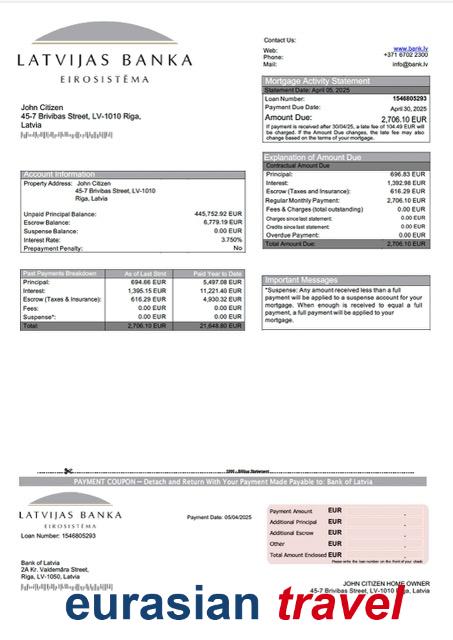 LATVIJAS BANKA
EIROSISTĒMA
Contact Us:
Web: www.bank.lv
Phone: +371 6702 2300
Mail: info@bank.lv
Mortgage Activity Statement
Statement Date: April 05, 2025
Loan Number: 1546805293
Payment Due Date: April 30, 2025
Amount Due: 2,706.10 EUR
If payment is received after 30/04/25, a late fee of 104.49 EUR will
be charged. If the Amount Due changes, the late fee may also
change based on the terms of your mortgage.
John Citizen
45-7 Brivibas Street, LV-1010 Riga,
Latvia
Explanation of Amount Due
Contractual Amount Due
Principal: 696.83 EUR
Interest: 1,392.98 EUR
Escrow (Taxes and Insurance): 616.29 EUR
Regular Monthly Payment: 2,706.10 EUR
Fees & Charges (total outstanding) 0.00 EUR
Charges since last statement: 0.00 EUR
Credits since last statement: 0.00 EUR
Overdue Payment: 0.00 EUR
Total Amount Due: 2,706.10 EUR
Account Information
Property Address: John Citizen
45-7 Brivibas Street, LV-1010
Riga, Latvia
Unpaid Principal Balance: 445,752.92 EUR
Escrow Balance: 6,779.19 EUR
Suspense Balance: 0.00 EUR
Interest Rate: 3.750%
Prepayment Penalty: No
Past Payments Breakdown As of Last Stmt Paid Year to Date
Principal: 694.66 EUR 5,497.08 EUR
Interest: 1,395.15 EUR 11,221.40 EUR
Escrow (Taxes & Insurance): 616.29 EUR 4,930.32 EUR
Fees: 0.00 EUR 0.00 EUR
Suspense*: 0.00 EUR 0.00 EUR
Total: 2,706.10 EUR 21,648.80 EUR
Important Messages
*Suspense: Any amount received less than a full
payment will be applied to a suspense account for your
mortgage. When enough is received to equal a full
payment, a full payment will be applied to your
mortgage.
PAYMENT COUPON – Detach and Return With Your Payment Made Payable to: Bank of Latvia
LATVIJAS BANKA
EIROSISTĒMA
Loan Number: 1546805293
Payment Date: 05/04/2025
Payment Amount EUR .
Additional Principal EUR .
Additional Escrow EUR .
Other EUR .
Total Amount Enclosed EUR .
Please write the loan number on the front of your check
Bank of Latvia
2A Kr. Valdemāra Street,
Riga, LV-1050, Latvia
JOHN CITIZEN HOME OWNER
45-7 Brivibas Street, LV-1010 Riga, Latvia
eurasian travel